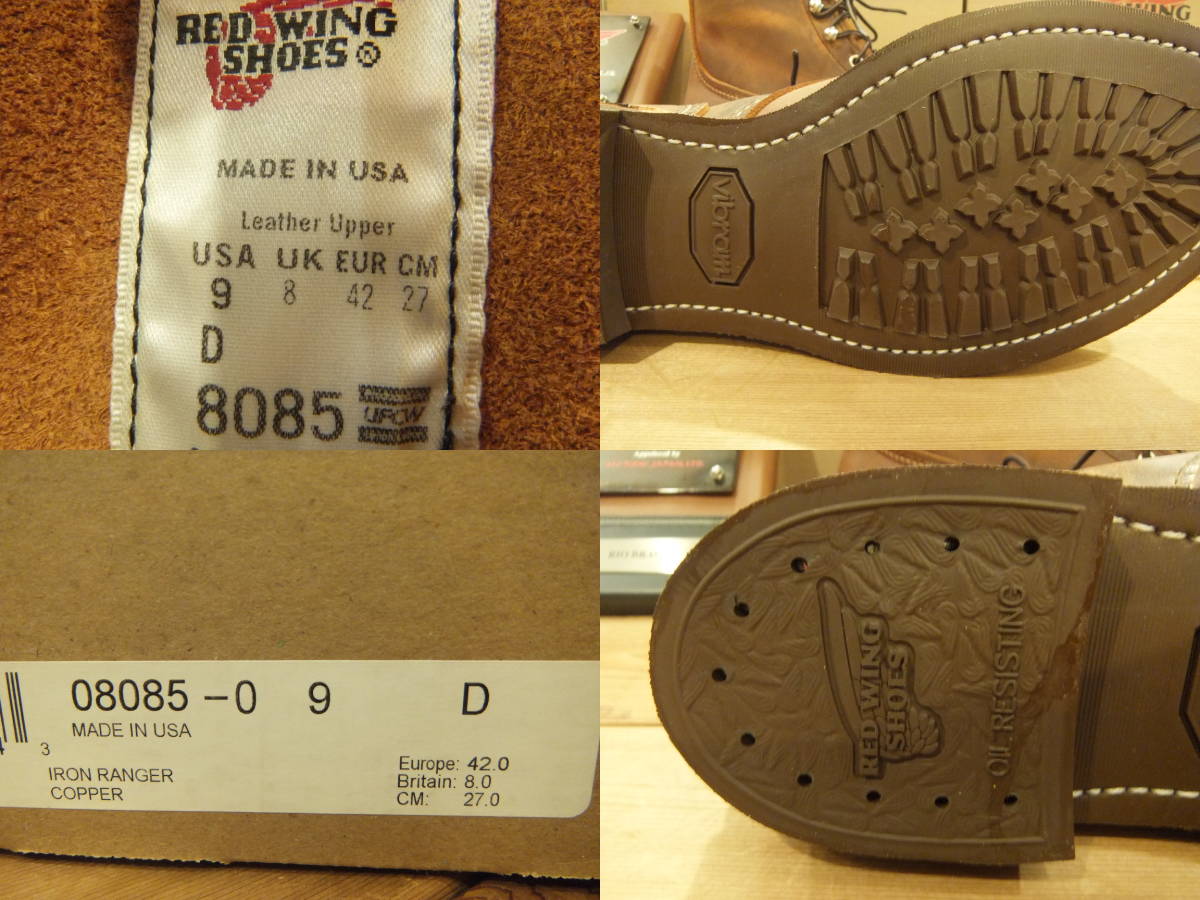 RED WING
SHOES®
MADE IN USA
Leather Upper
USA UK EUR CM
9 8 42 27
D
8085 UFCW
WING
vibram
08085 -0 9 D
MADE IN USA
3
IRON RANGER
COPPER
Europe: 42.0
Britain: 8.0
CM: 27.0
RED WING
SHOES
OIL-RESISTING